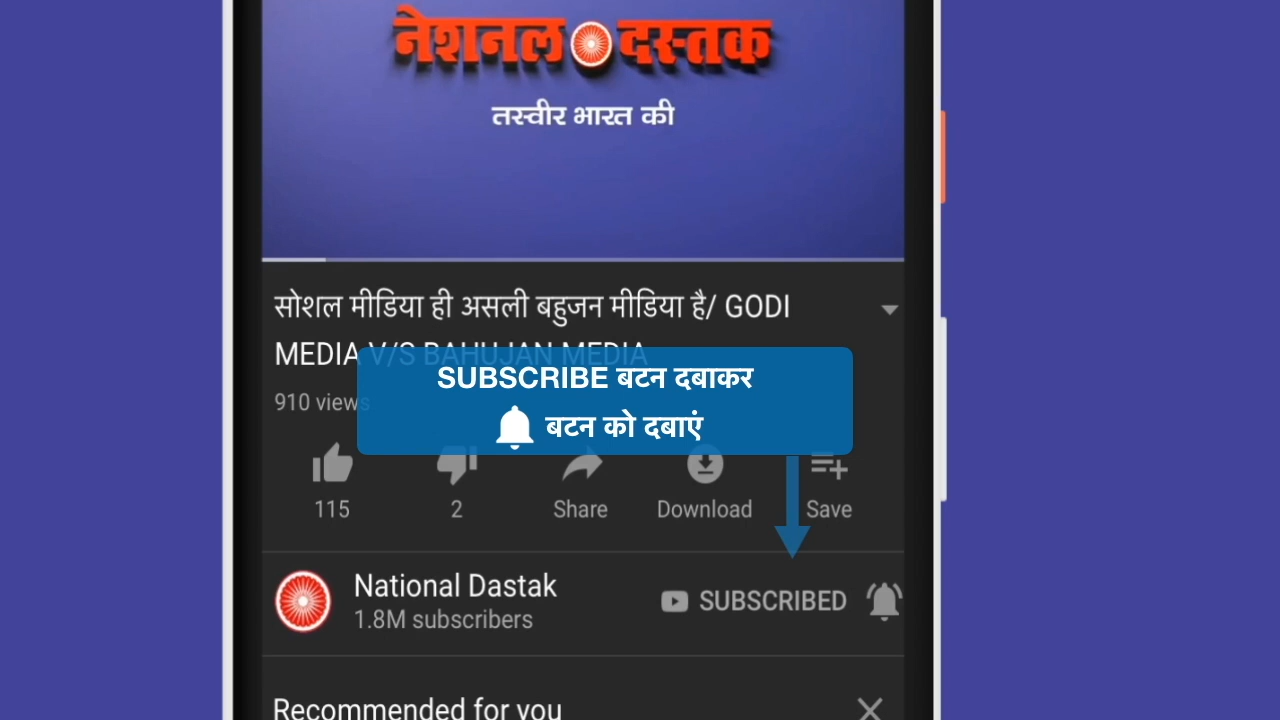 नेशनल दस्तक
तस्वीर भारत की
सोशल मीडिया ही असली बहुजन मीडिया है/ GODI
MEDIA V/S BAHUJAN MEDIA
910 views
SUBSCRIBE बटन दबाकर
बटन को दबाएं
115
2
Share
Download
Save
National Dastak
1.8M subscribers
SUBSCRIBED
Recommended for you